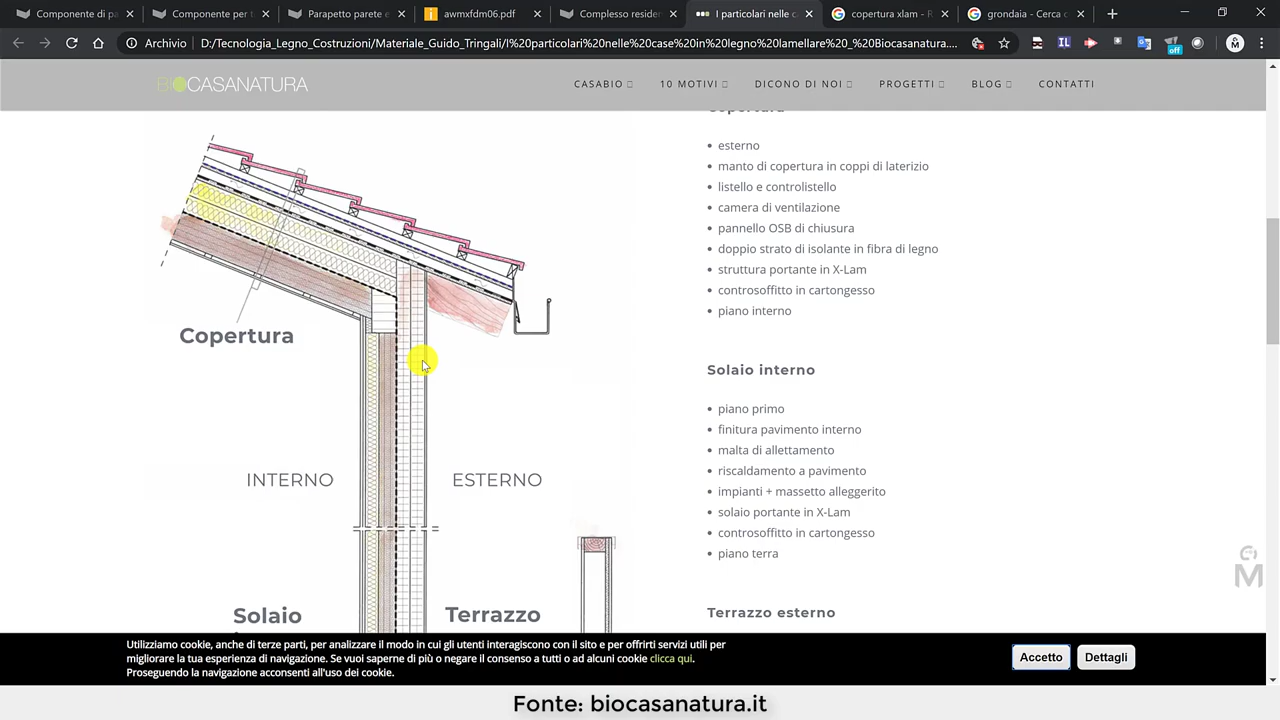 Componente di pa
Componente per t
Parapetto parete e
awmxfdm06.pdf
Complesso residen
I particolari nelle ca
copertura xlam - R
grondaia - Cerca c
Archivio
D:/Tecnologia_Legno_Costruzioni/Materiale_Guido_Tringali/I%20particolari%20nelle%20case%20in%20legno%20lamellare%20_%20Biocasanatura....
IL
off
BIOCASANATURA
CASABIO
10 MOTIVI
DICONO DI NOI
PROGETTI
BLOG
CONTATTI
Copertura
esterno
manto di copertura in coppi di laterizio
listello e controlistello
camera di ventilazione
pannello OSB di chiusura
doppio strato di isolante in fibra di legno
struttura portante in X-Lam
controsoffitto in cartongesso
piano interno
Copertura
INTERNO
ESTERNO
Solaio
Terrazzo
Solaio interno
piano primo
finitura pavimento interno
malta di allettamento
riscaldamento a pavimento
impianti + massetto alleggerito
solaio portante in X-Lam
controsoffitto in cartongesso
piano terra
Terrazzo esterno
Utilizziamo cookie, anche di terze parti, per analizzare il modo in cui gli utenti interagiscono con il sito e per offrirti servizi utili per
migliorare la tua esperienza di navigazione. Se vuoi saperne di più o negare il consenso a tutti o ad alcuni cookie clicca qui.
Proseguendo la navigazione acconsenti all'uso dei cookie.
Accetto
Dettagli
Fonte: biocasanatura.it